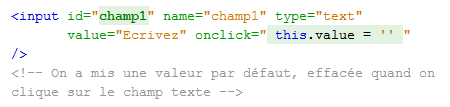 <input id="champ1" name="champ1" type="text"
value="Ecrivez" onclick=" this.value = '' "
/>
<!-- On a mis une valeur par défaut, effacée quand on
clique sur le champ texte -->